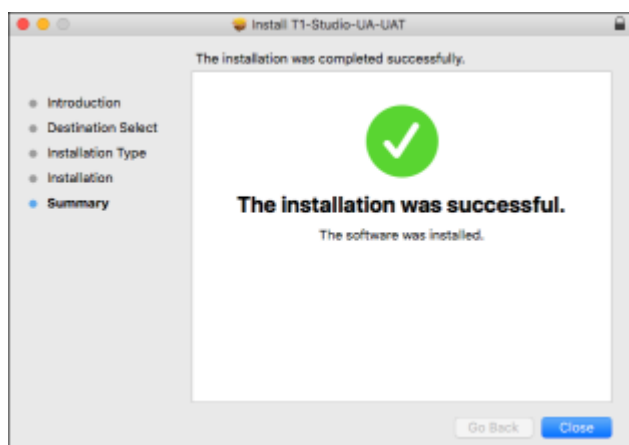 Install T1-Studio-UA-UAT
The installation was completed successfully.
Introduction
Destination Select
Installation Type
Installation
Summary
The installation was successful.
The software was installed.
Go Back
Close